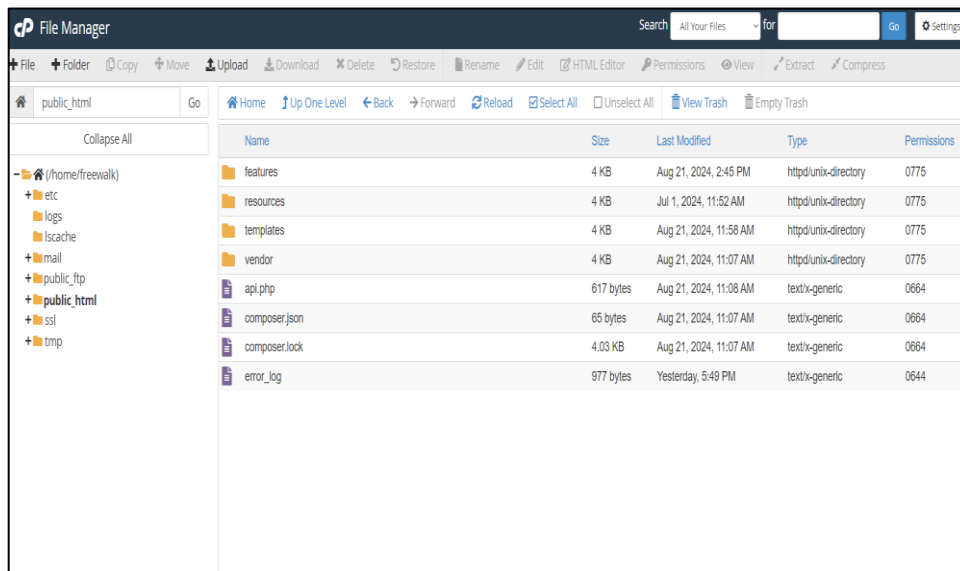 cP File Manager Search All Your Files for Go Settings
File Folder Copy Move Upload Download Delete Restore Rename Edit HTML Editor Permissions View Extract Compress
public_html Go Home Up One Level Back Forward Reload Select All Unselect All View Trash Empty Trash
Collapse All
(/home/freewalk)
etc
logs
lscache
mail
public_ftp
public_html
ssl
tmp
Name Size Last Modified Type Permissions
features 4 KB Aug 21, 2024, 2:45 PM httpd/unix-directory 0775
resources 4 KB Jul 1, 2024, 11:52 AM httpd/unix-directory 0775
templates 4 KB Aug 21, 2024, 11:58 AM httpd/unix-directory 0775
vendor 4 KB Aug 21, 2024, 11:07 AM httpd/unix-directory 0775
api.php 617 bytes Aug 21, 2024, 11:08 AM text/x-generic 0664
composer.json 65 bytes Aug 21, 2024, 11:07 AM text/x-generic 0664
composer.lock 4.03 KB Aug 21, 2024, 11:07 AM text/x-generic 0664
error_log 977 bytes Yesterday, 5:49 PM text/x-generic 0644